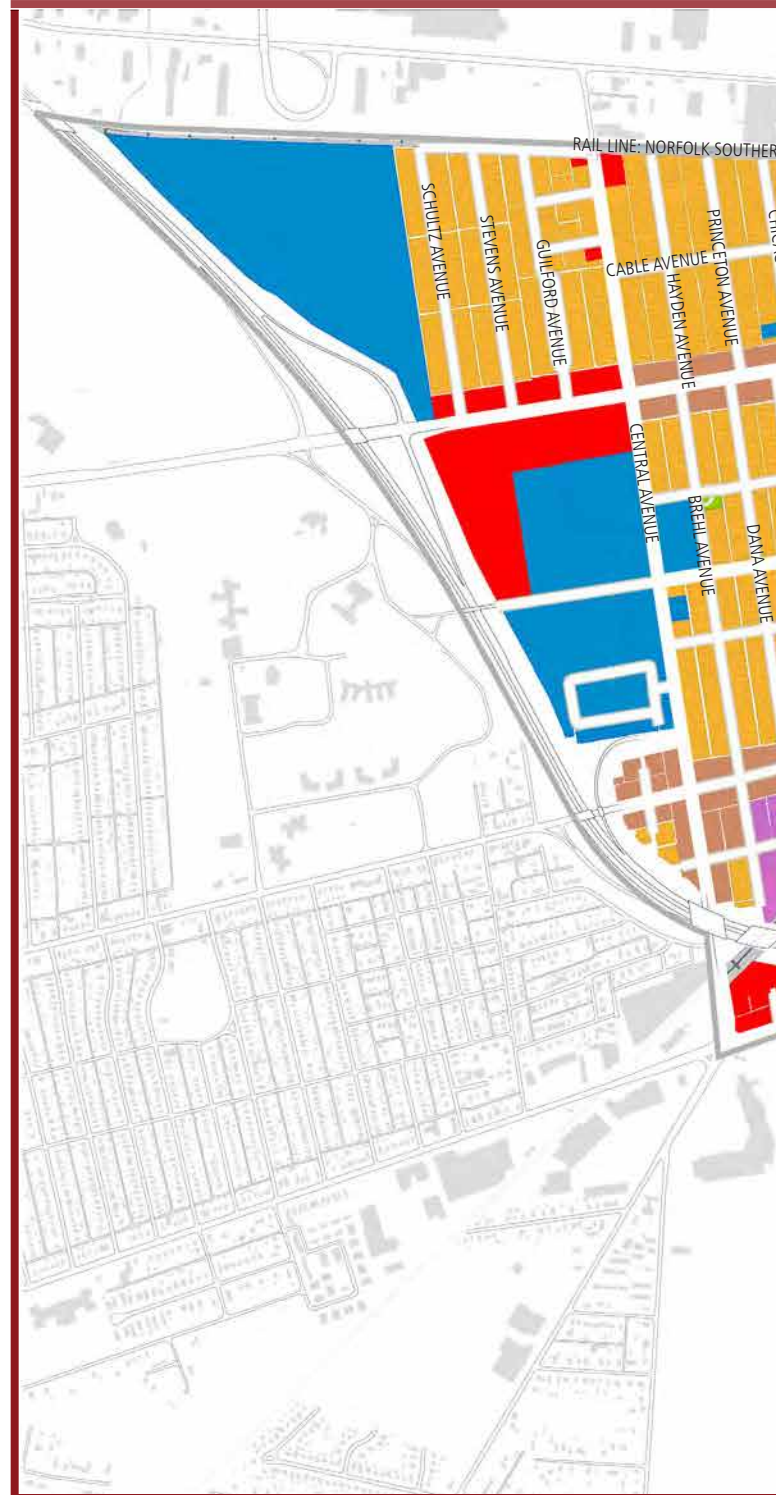 RAIL LINE: NORFOLK SOUTHER
SCHULTZ AVENUE
STEVENS AVENUE
GUILFORD AVENUE
CABLE AVENUE
HAYDEN AVENUE
PRINCETON AVENUE
CENTRAL AVENUE
BREHL AVENUE
DANA AVENUE